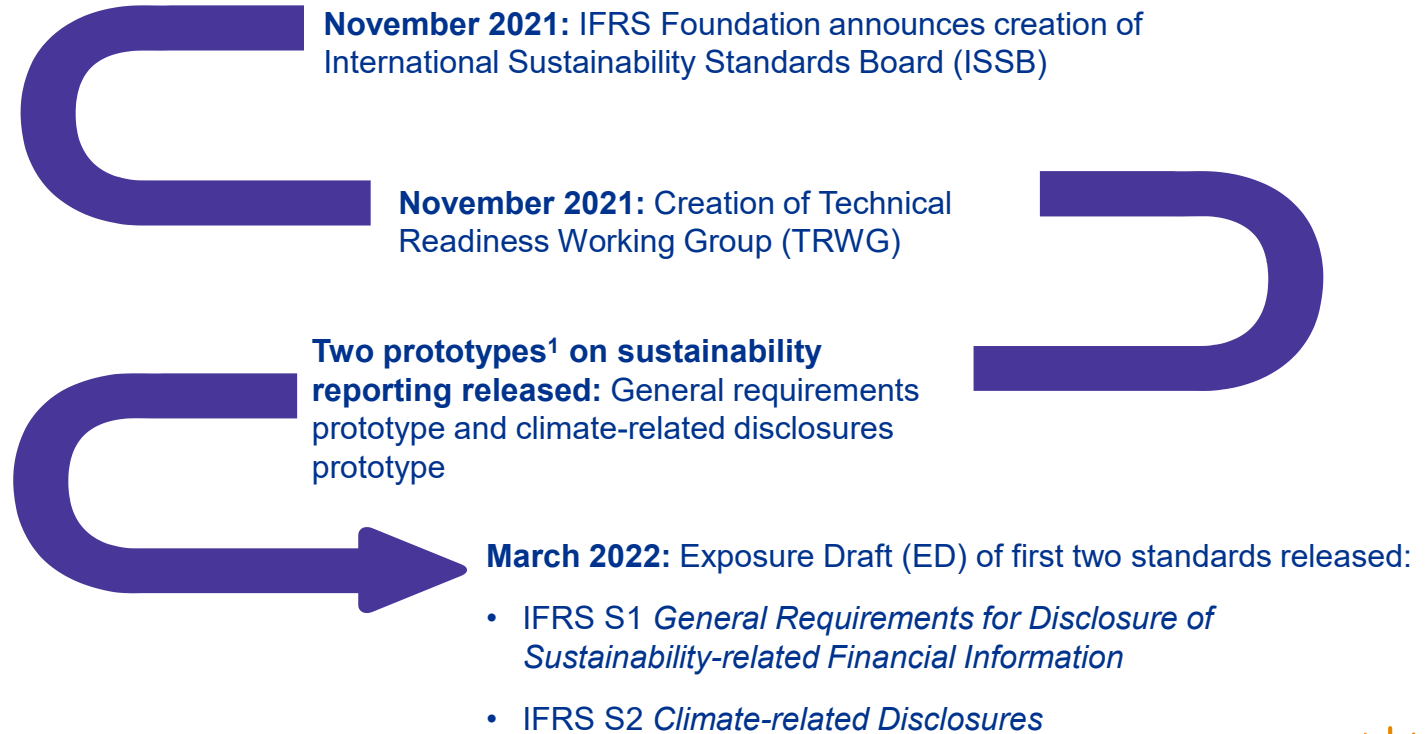 November 2021: IFRS Foundation announces creation of
International Sustainability Standards Board (ISSB)
November 2021: Creation of Technical
Readiness Working Group (TRWG)
Two prototypes¹ on sustainability
reporting released: General requirements
prototype and climate-related disclosures
prototype
March 2022: Exposure Draft (ED) of first two standards released:
• IFRS S1 General Requirements for Disclosure of
Sustainability-related Financial Information
• IFRS S2 Climate-related Disclosures